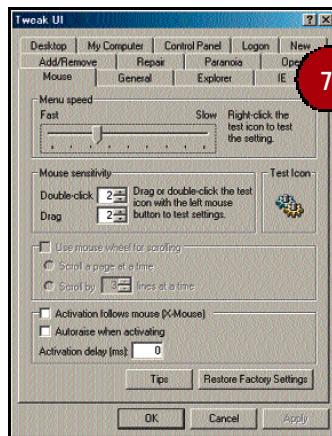 Tweak UI
Desktop My Computer Control Panel Logon New
Add/Remove Repair Paranoia
Mouse General Explorer IE
7
Menu speed
Fast Slow Right-click the
test icon to test
the setting.
Mouse sensitivity Test Icon
Double-click 2 Drag or double-click the test
icon with the left mouse
Drag 2 button to test settings.
Use mouse wheel for scrolling
Scroll a page at a time
Scroll by 3 lines at a time
Activation follows mouse (X-Mouse)
Autoraise when activating
Activation delay (ms): 0
Tips Restore Factory Settings
OK Cancel Apply